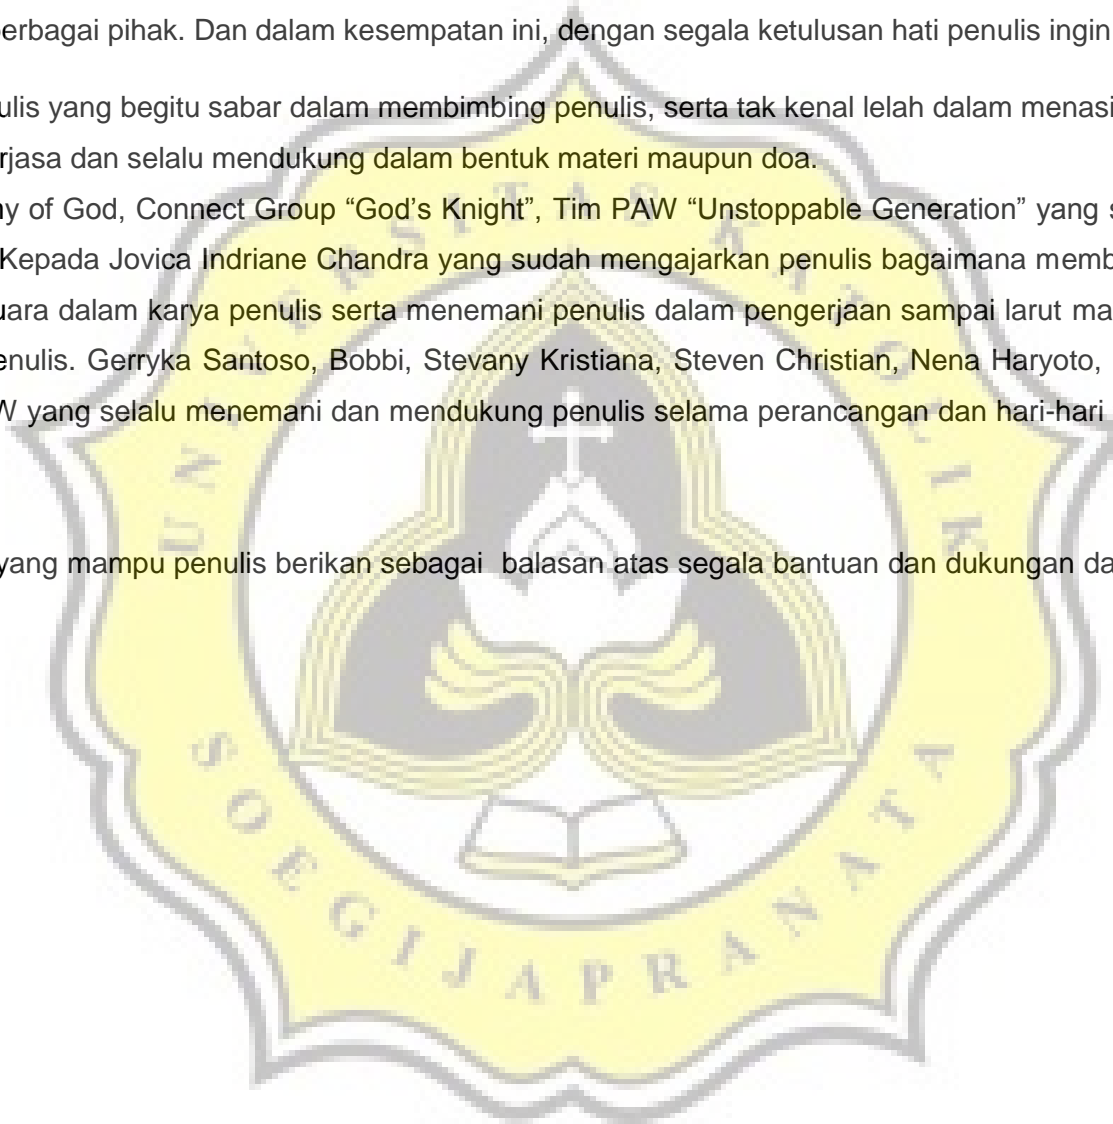 erbagai pihak. Dan dalam kesempatan ini, dengan segala ketulusan hati penulis ingin
ulis yang begitu sabar dalam membimbing penulis, serta tak kenal lelah dalam menasi
rjasa dan selalu mendukung dalam bentuk materi maupun doa.
ny of God, Connect Group “God’s Knight”, Tim PAW “Unstoppable Generation” yang s
Kepada Jovica Indriane Chandra yang sudah mengajarkan penulis bagaimana memb
uara dalam karya penulis serta menemani penulis dalam pengerjaan sampai larut ma
enulis. Gerryka Santoso, Bobbi, Stevany Kristiana, Steven Christian, Nena Haryoto,
W yang selalu menemani dan mendukung penulis selama perancangan dan hari-hari
yang mampu penulis berikan sebagai  balasan atas segala bantuan dan dukungan da
UNIVERSITAS KATOLIK
SOEGIJAPRANATA